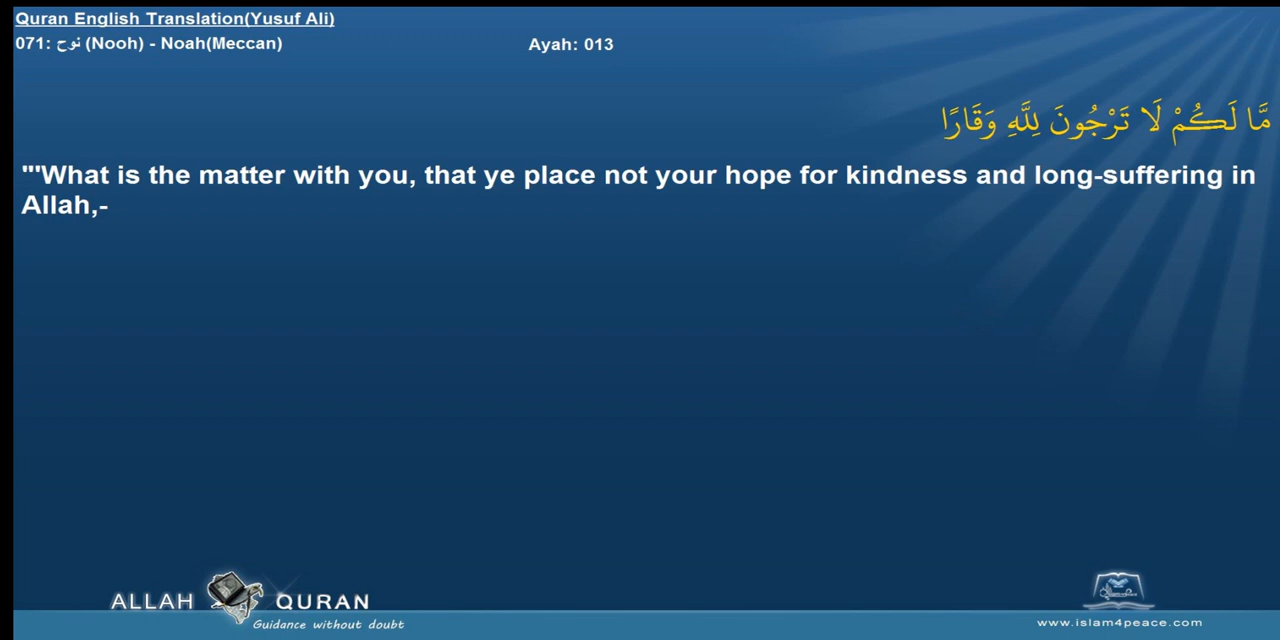 Quran English Translation(Yusuf Ali)
071: نوح (Nooh) - Noah(Meccan) Ayah: 013
مَّا لَكُمْ لَا تَرْجُونَ لِلَّهِ وَقَارًا
"'What is the matter with you, that ye place not your hope for kindness and long-suffering in
Allah,-
ALLAH QURAN
Guidance without doubt
www.islam4peace.com